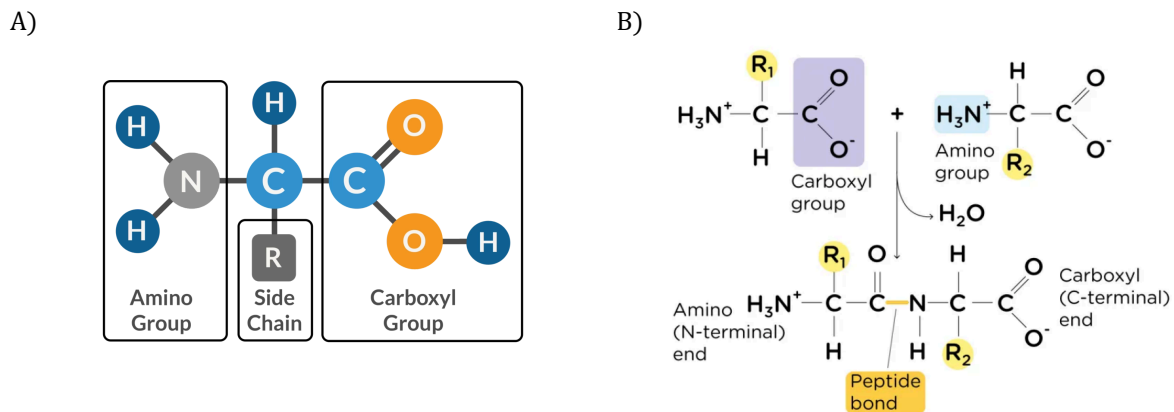 A)
H
H
O
N
C
C
H
O
H
R
Amino
Group
Side
Chain
Carboxyl
Group
B)
R₁
O
H₃N⁺
C
C
H
O⁻
Carboxyl
group
+
H
O
H₃N⁺
C
C
R₂
O⁻
Amino
group
H₂O
R₁
O
H
O
H₃N⁺
C
C
N
C
C
H
H
R₂
O⁻
Amino
(N-terminal)
end
Carboxyl
(C-terminal)
end
Peptide
bond